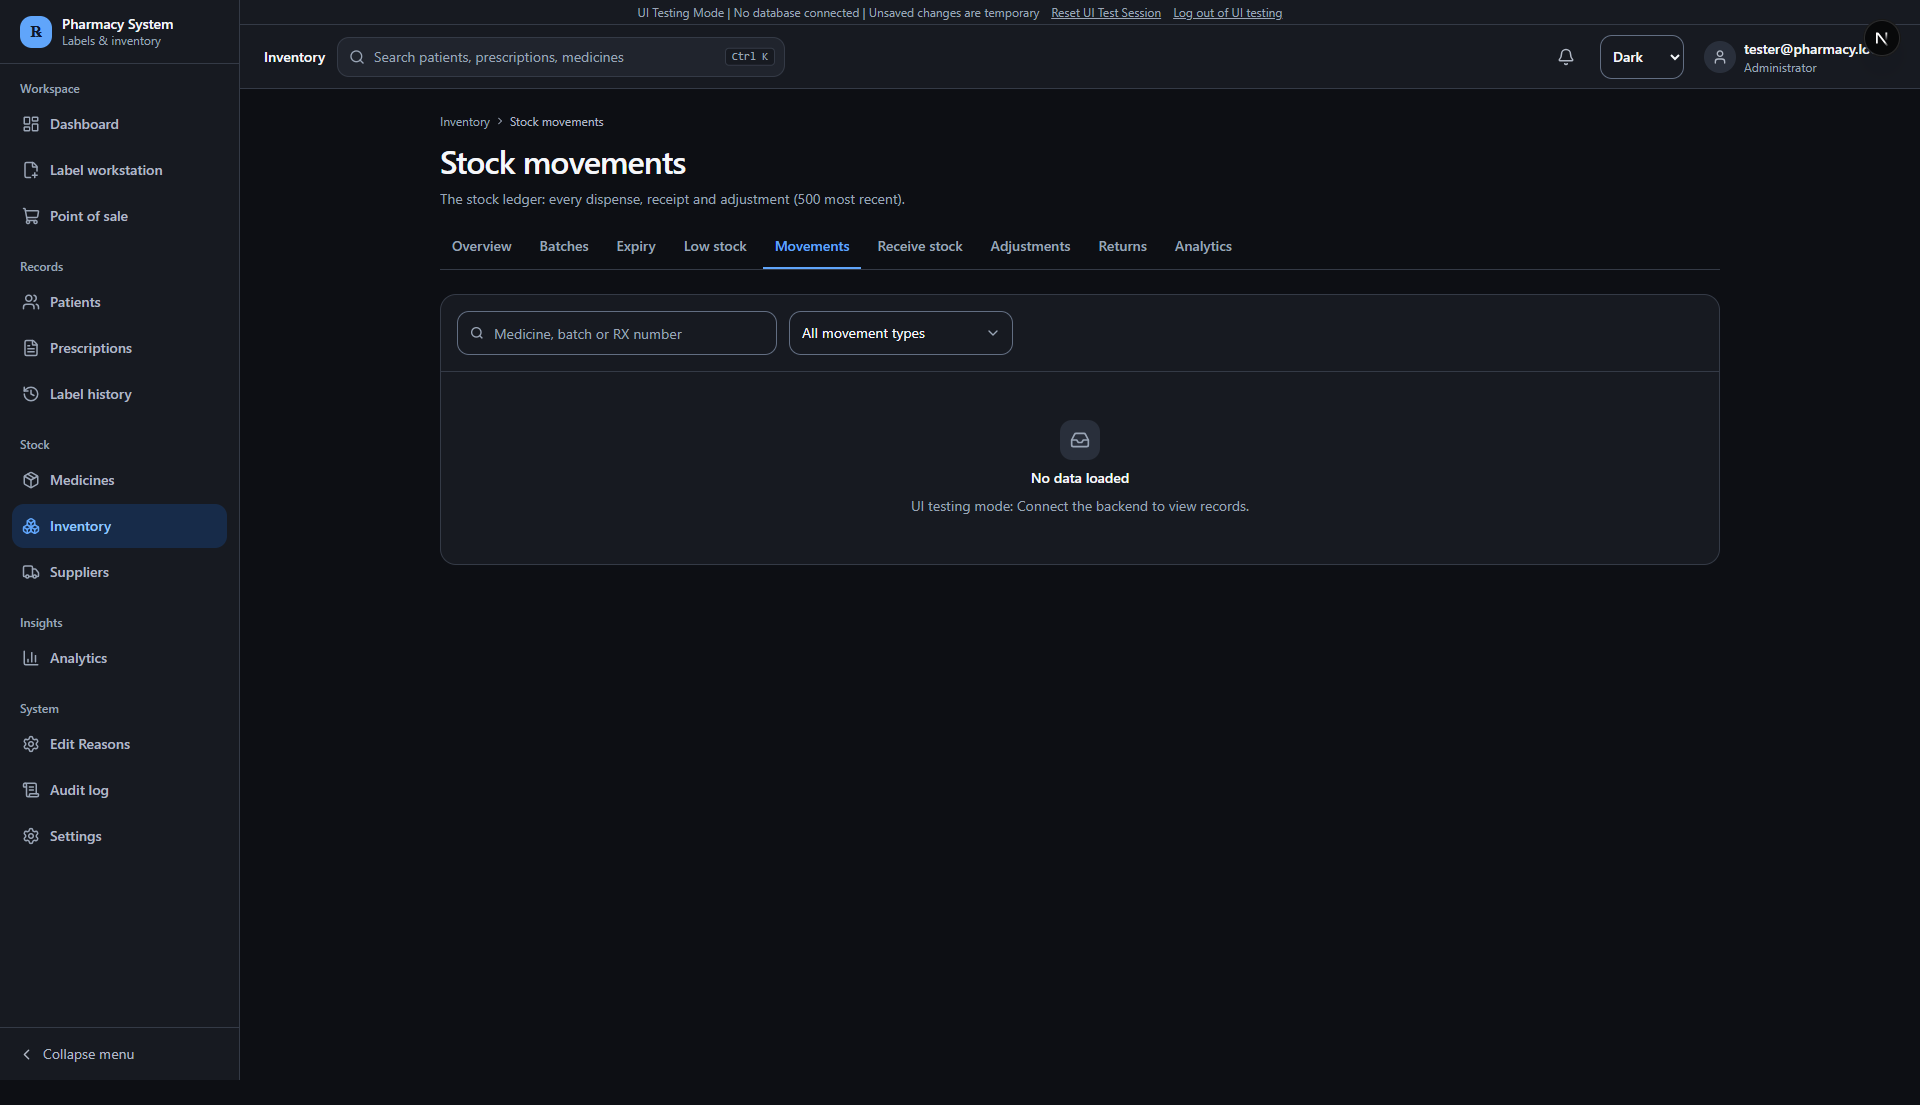 UI Testing Mode | No database connected | Unsaved changes are temporary Reset UI Test Session Log out of UI testing
℞
Pharmacy System
Labels & inventory
Inventory
Search patients, prescriptions, medicines
Ctrl K
Dark
tester@pharmacy.lo
Administrator
N
Workspace
Dashboard
Label workstation
Point of sale
Records
Patients
Prescriptions
Label history
Stock
Medicines
Inventory
Suppliers
Insights
Analytics
System
Edit Reasons
Audit log
Settings
Collapse menu
Inventory Stock movements
Stock movements
The stock ledger: every dispense, receipt and adjustment (500 most recent).
Overview Batches Expiry Low stock Movements Receive stock Adjustments Returns Analytics
Medicine, batch or RX number
All movement types
No data loaded
UI testing mode: Connect the backend to view records.